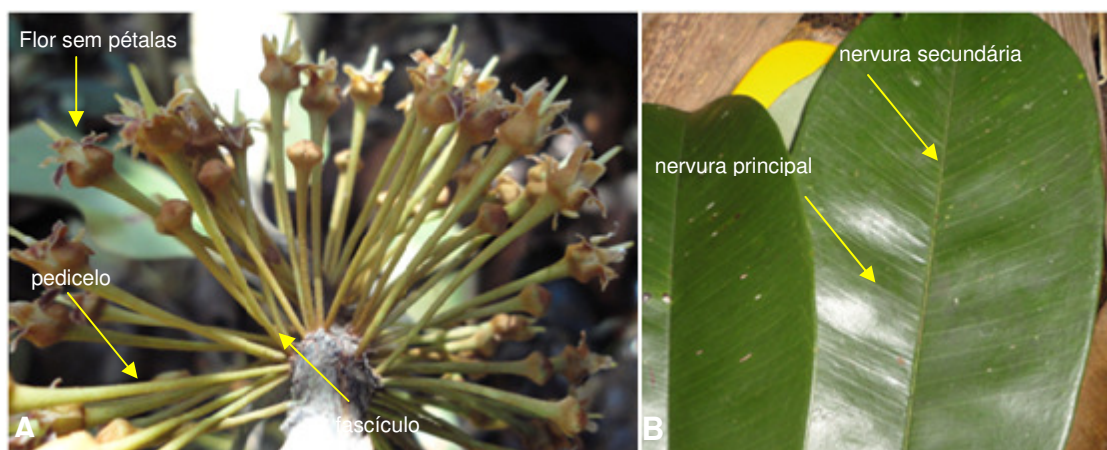 Flor sem pétalas
pedicelo
fascículo
A
nervura secundária
nervura principal
B